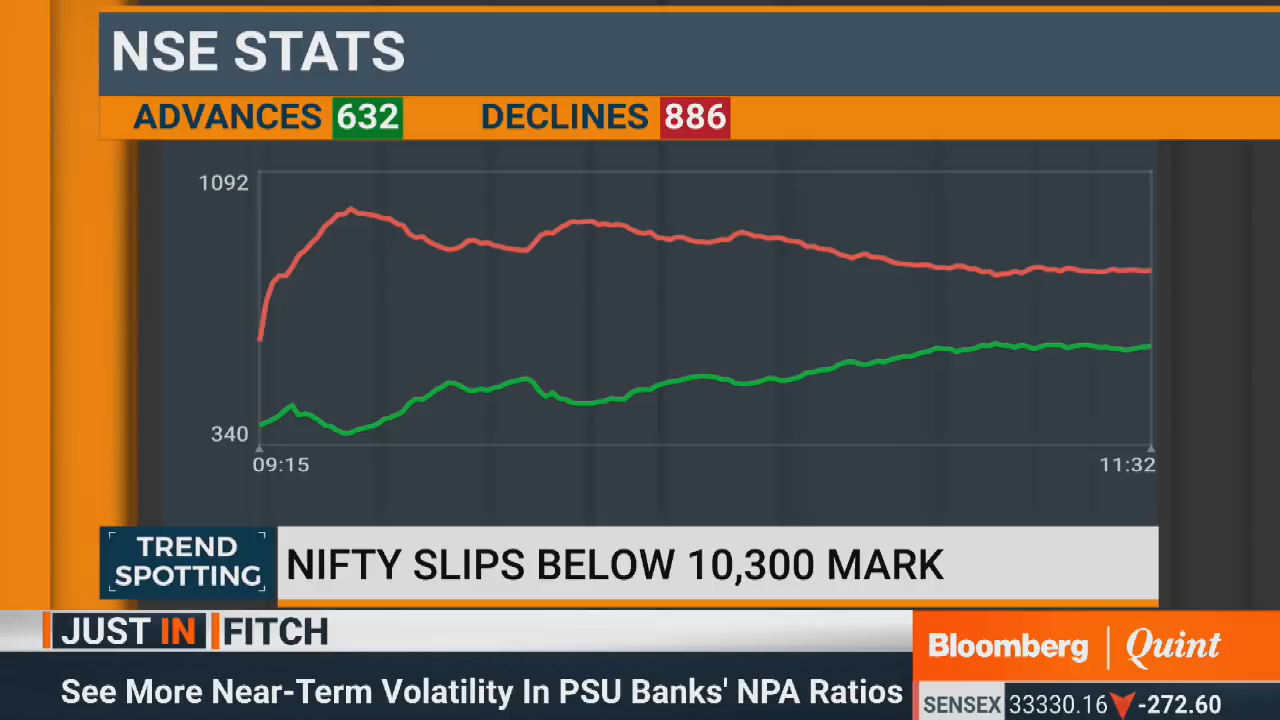 NSE STATS
ADVANCES 632 DECLINES 886
1092
340
09:15 11:32
TREND
SPOTTING
NIFTY SLIPS BELOW 10,300 MARK
JUST IN FITCH
See More Near-Term Volatility In PSU Banks' NPA Ratios
Bloomberg | Quint
SENSEX 33330.16 -272.60